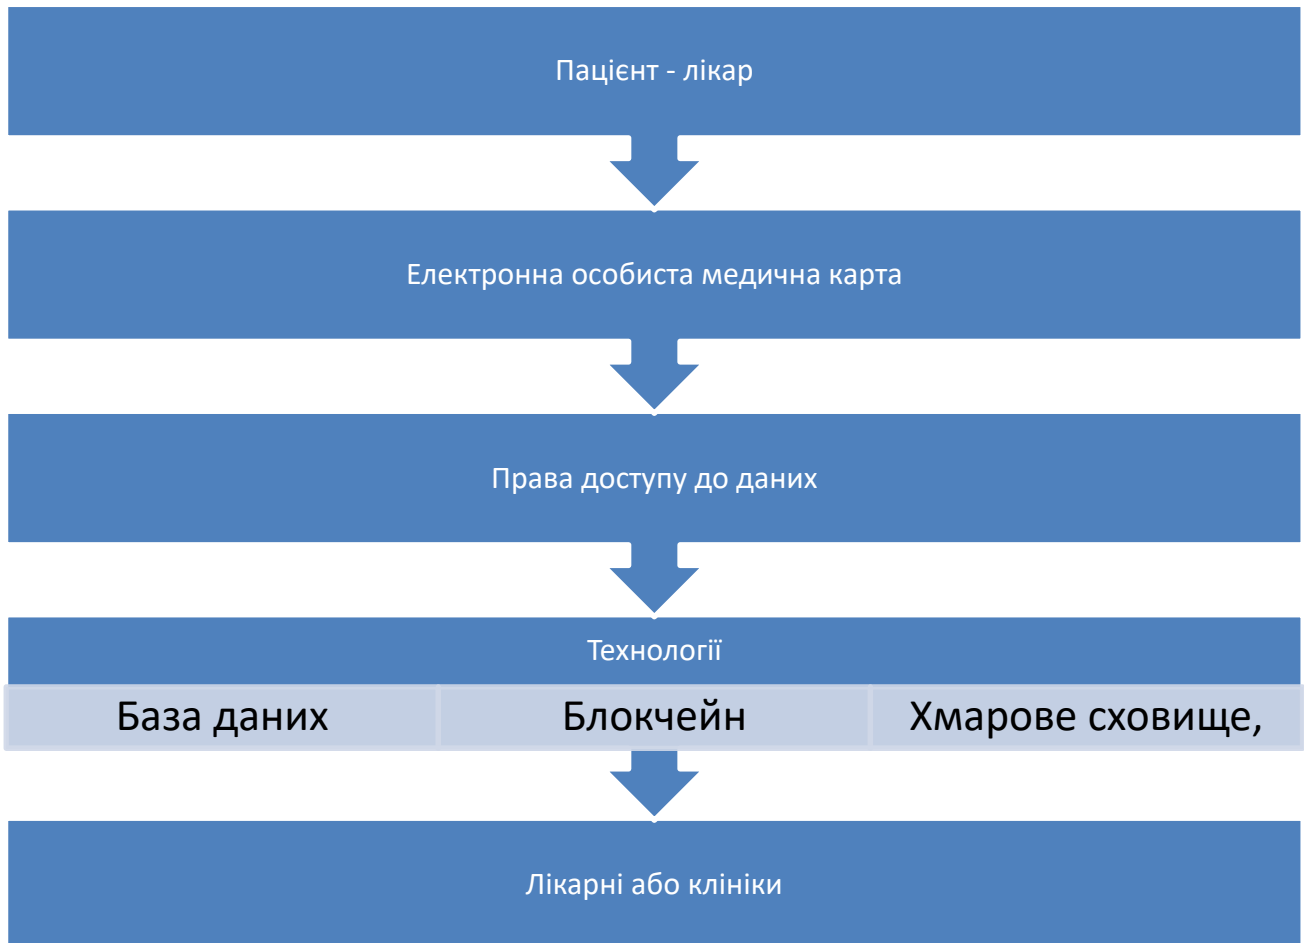 Пацієнт - лікар
Електронна особиста медична карта
Права доступу до даних
Технології
База даних
Блокчейн
Хмарове сховище,
Лікарні або клініки